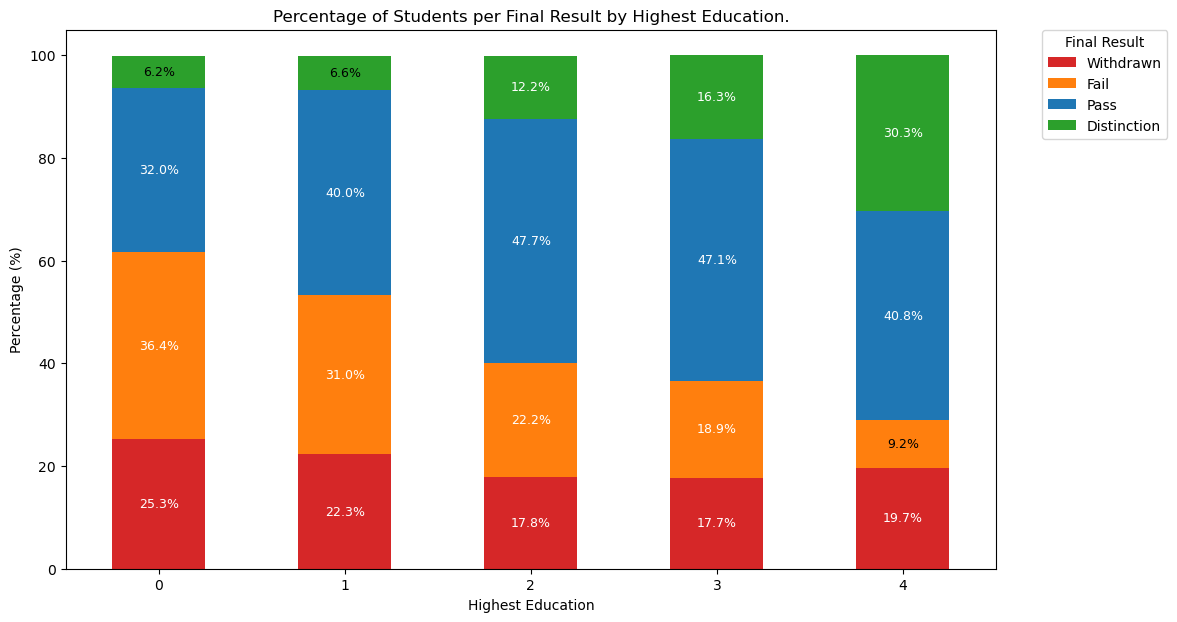 Percentage of Students per Final Result by Highest Education.
Final Result
Withdrawn
Fail
Pass
Distinction
Percentage (%)
100
80
60
40
20
0
6.2%
32.0%
36.4%
25.3%
6.6%
40.0%
31.0%
22.3%
12.2%
47.7%
22.2%
17.8%
16.3%
47.1%
18.9%
17.7%
30.3%
40.8%
9.2%
19.7%
0 1 2 3 4
Highest Education